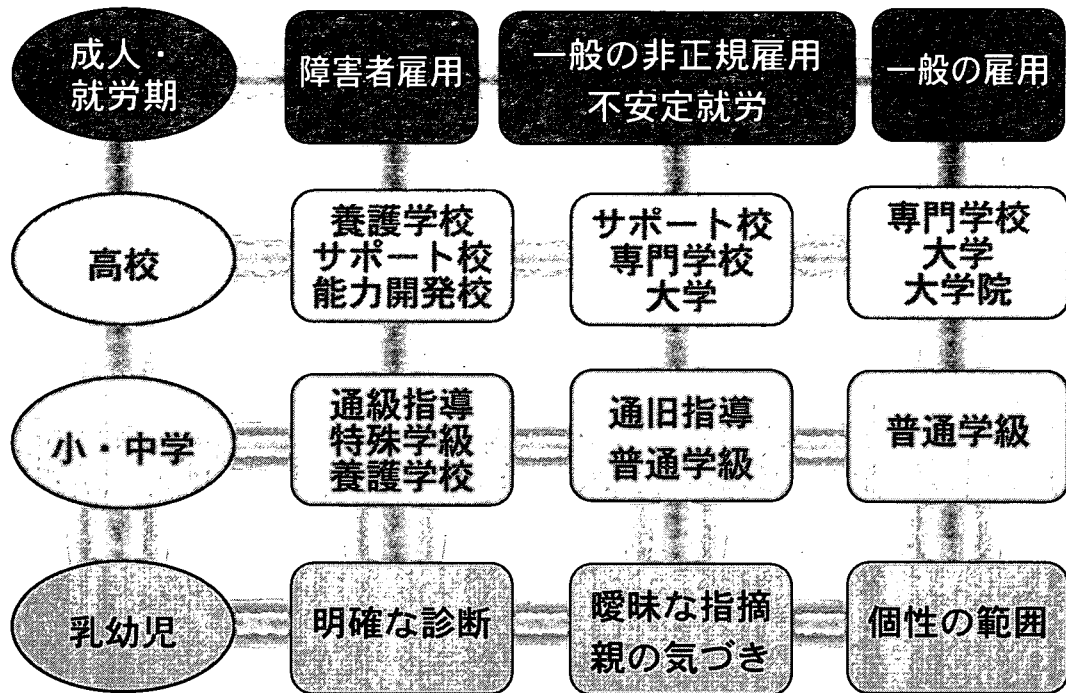 成人・
就労期
障害者雇用
一般の非正規雇用
不安定就労
一般の雇用
高校
養護学校
サポート校
能力開発校
サポート校
専門学校
大学
専門学校
大学
大学院
小・中学
通級指導
特殊学級
養護学校
通旧指導
普通学級
普通学級
乳幼児
明確な診断
曖昧な指摘
親の気づき
個性の範囲